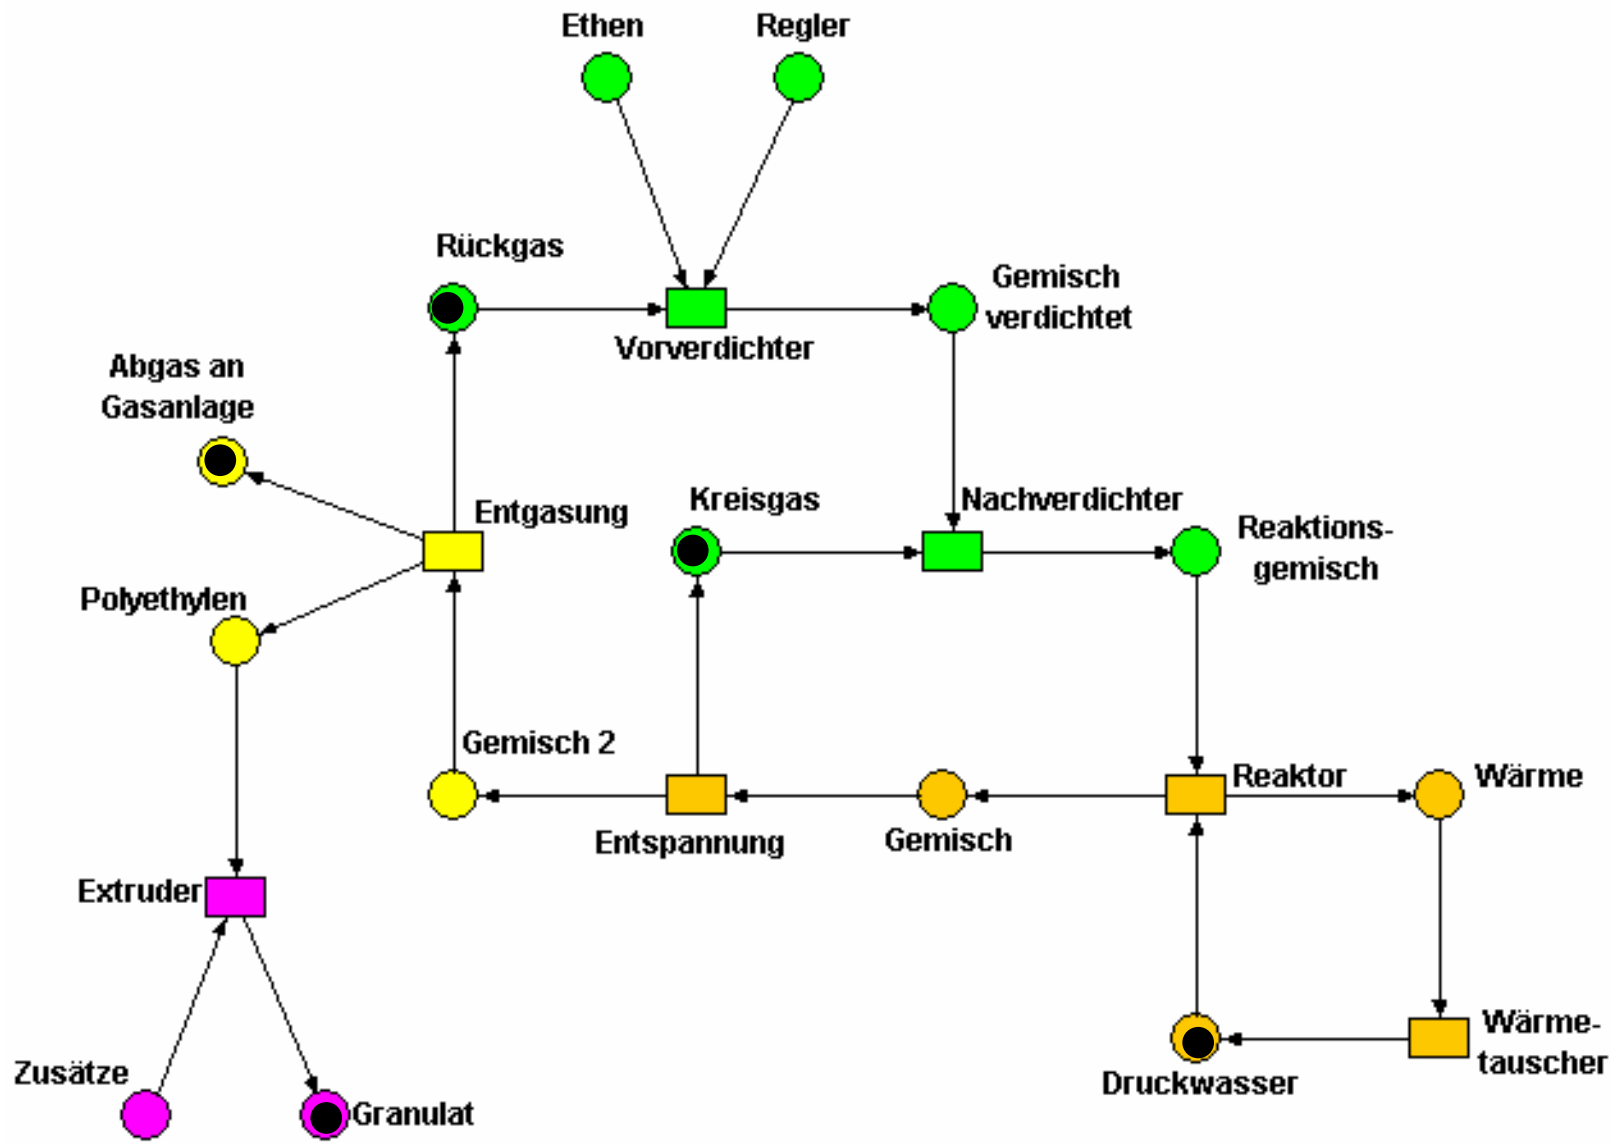 Ethen
Regler
Rückgas
Gemisch
verdichtet
Vorverdichter
Abgas an
Gasanlage
Kreisgas
Nachverdichter
Entgasung
Reaktions-
gemisch
Polyethylen
Gemisch 2
Reaktor
Wärme
Entspannung
Gemisch
Extruder
Wärme-
tauscher
Zusätze
Druckwasser
Granulat